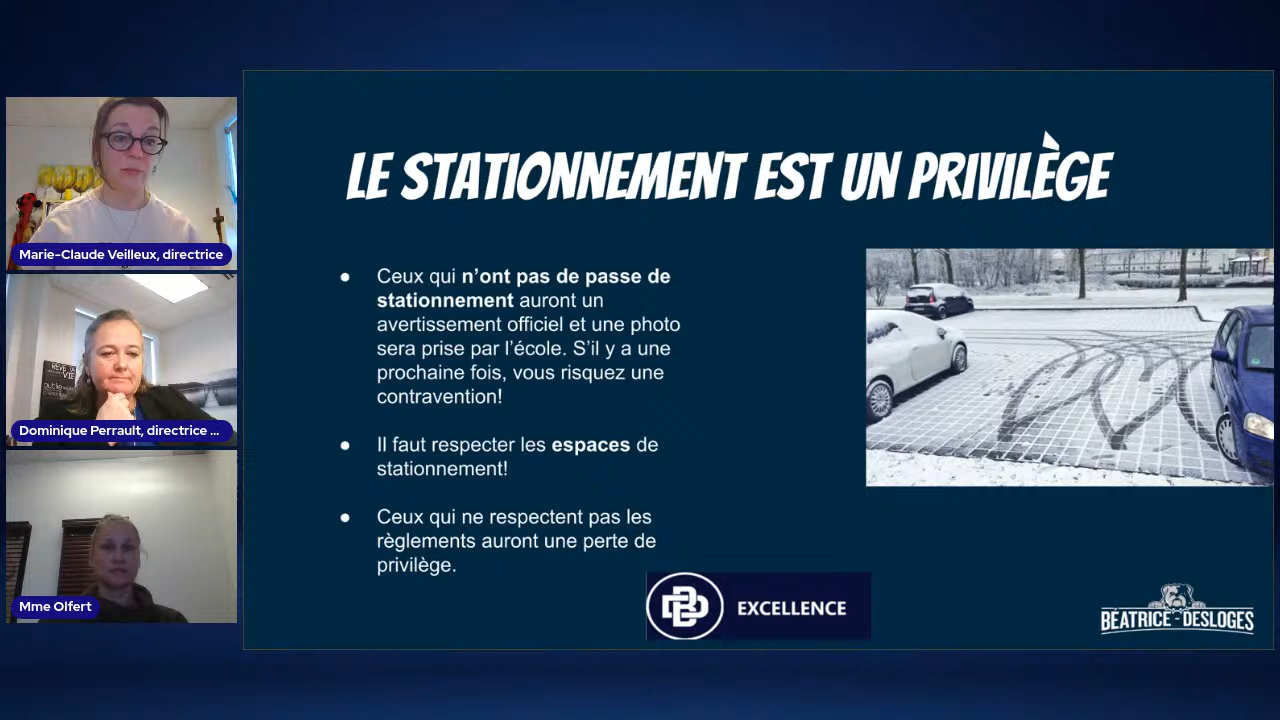 LE STATIONNEMENT EST UN PRIVILÈGE
Ceux qui n'ont pas de passe de
stationnement auront un
avertissement officiel et une photo
sera prise par l'école. S'il y a une
prochaine fois, vous risquez une
contravention!
Il faut respecter les espaces de
stationnement!
Ceux qui ne respectent pas les
règlements auront une perte de
privilège.
EXCELLENCE
BÉATRICE-DESLOGES
Marie-Claude Veilleux, directrice
Dominique Perrault, directrice ...
Mme Olfert